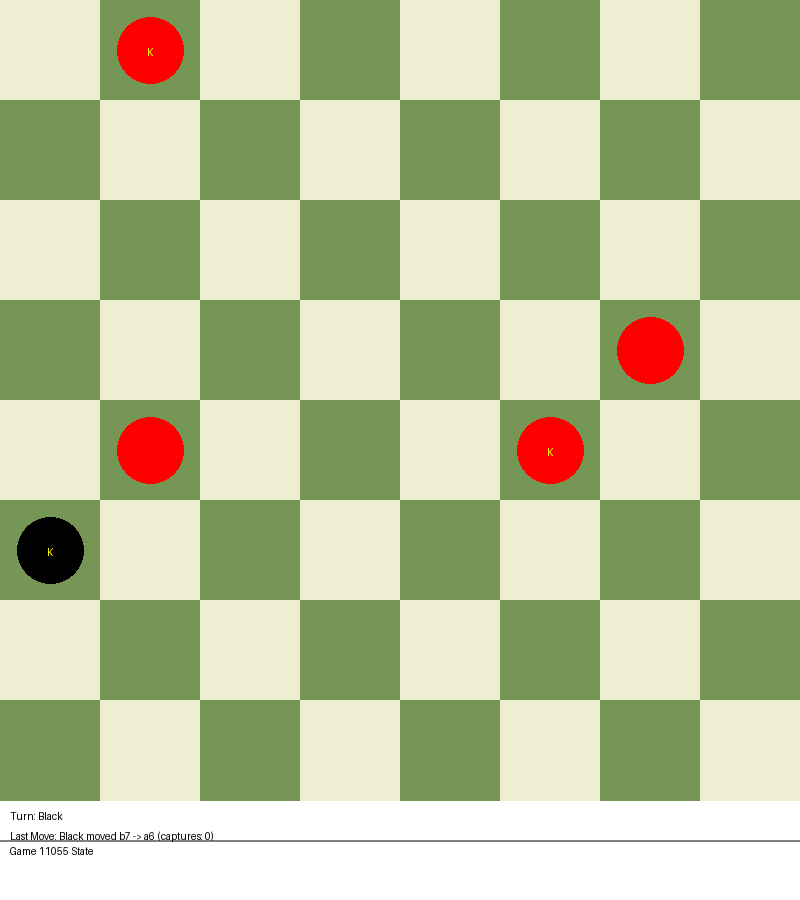 K
K
K
Turn: Black
Last Move: Black moved b7 -> a6 (captures: 0)
Game 11055 State